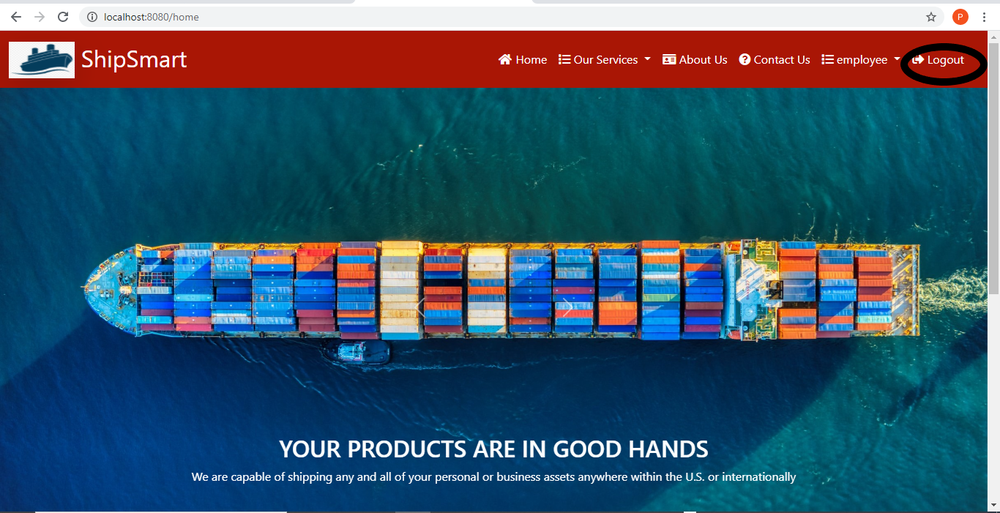 localhost:8080/home
P
ShipSmart
Home Our Services About Us Contact Us employee Logout
YOUR PRODUCTS ARE IN GOOD HANDS
We are capable of shipping any and all of your personal or business assets anywhere within the U.S. or internationally